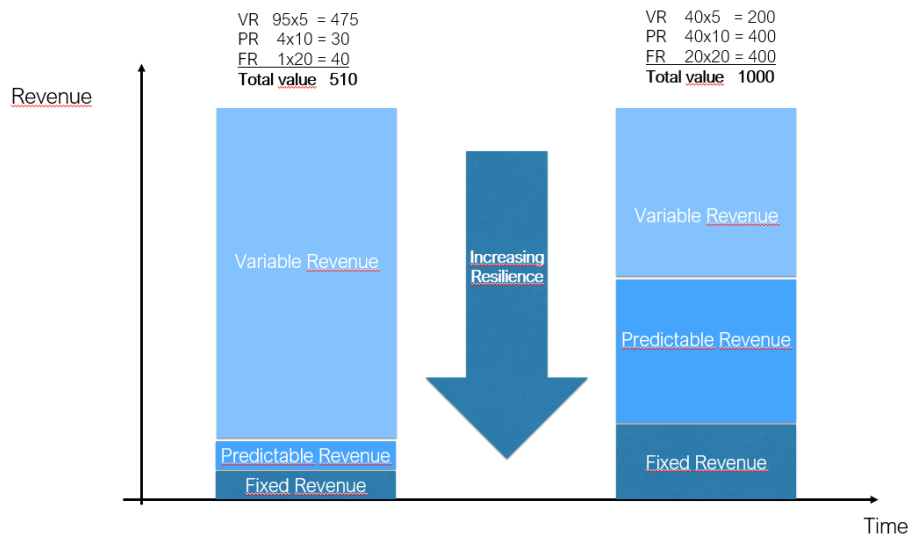 VR 95x5 = 475
PR 4x10 = 30
FR 1x20 = 40
Total value 510
VR 40x5 = 200
PR 40x10 = 400
FR 20x20 = 400
Total value 1000
Revenue
Variable Revenue
Predictable Revenue
Fixed Revenue
Increasing
Resilience
Variable Revenue
Predictable Revenue
Fixed Revenue
Time